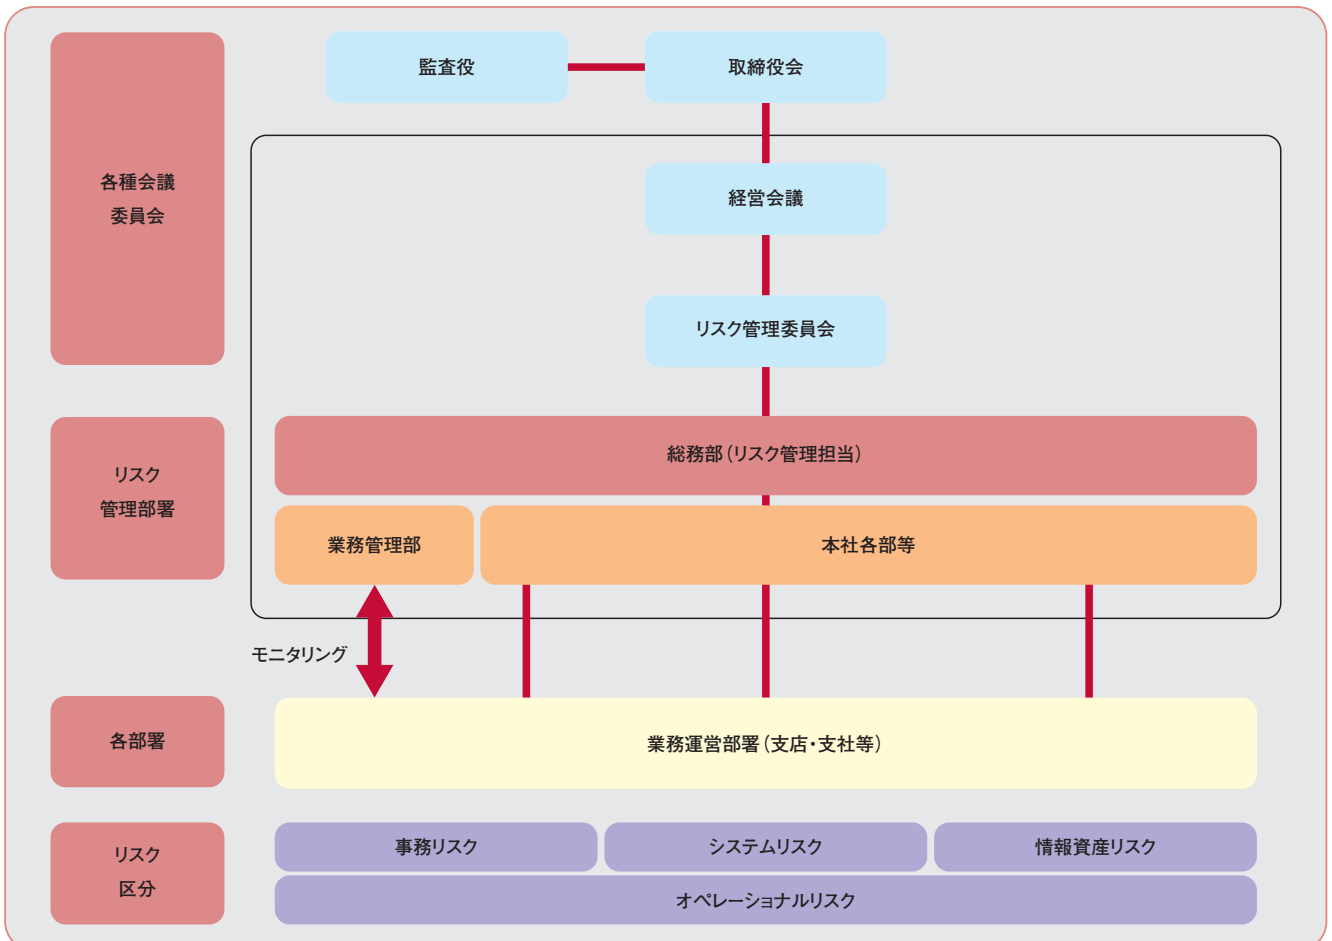 各種会議
委員会
監査役
取締役会
経営会議
リスク管理委員会
リスク
管理部署
総務部（リスク管理担当）
業務管理部
本社各部等
モニタリング
各部署
業務運営部署（支店・支社等）
リスク
区分
事務リスク
システムリスク
情報資産リスク
オペレーショナルリスク